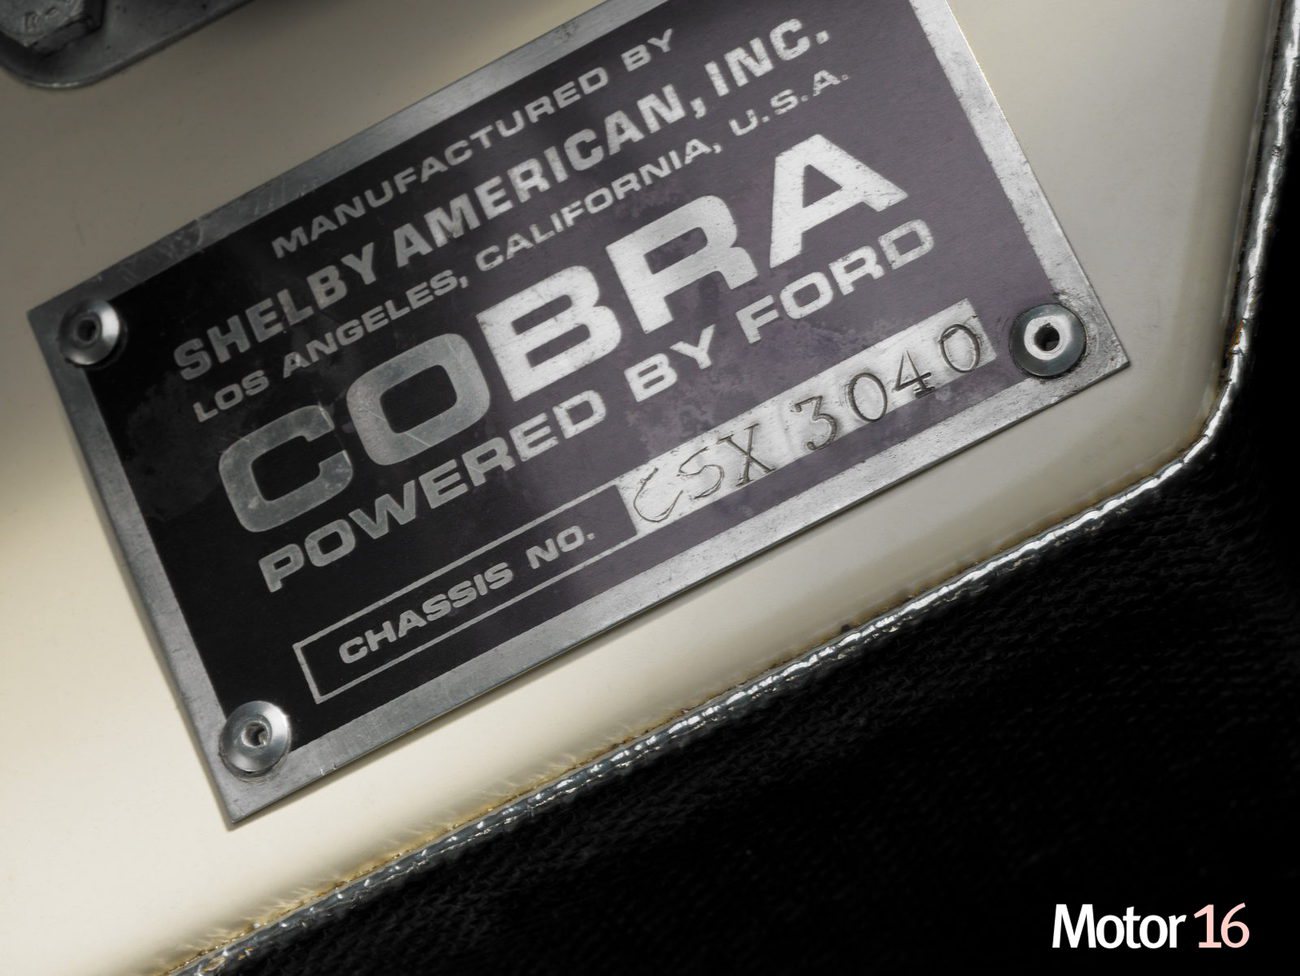 MANUFACTURED BY
SHELBY AMERICAN, INC.
LOS ANGELES, CALIFORNIA, U.S.A.
COBRA
POWERED BY FORD
CHASSIS NO. CSX 3040
Motor 16